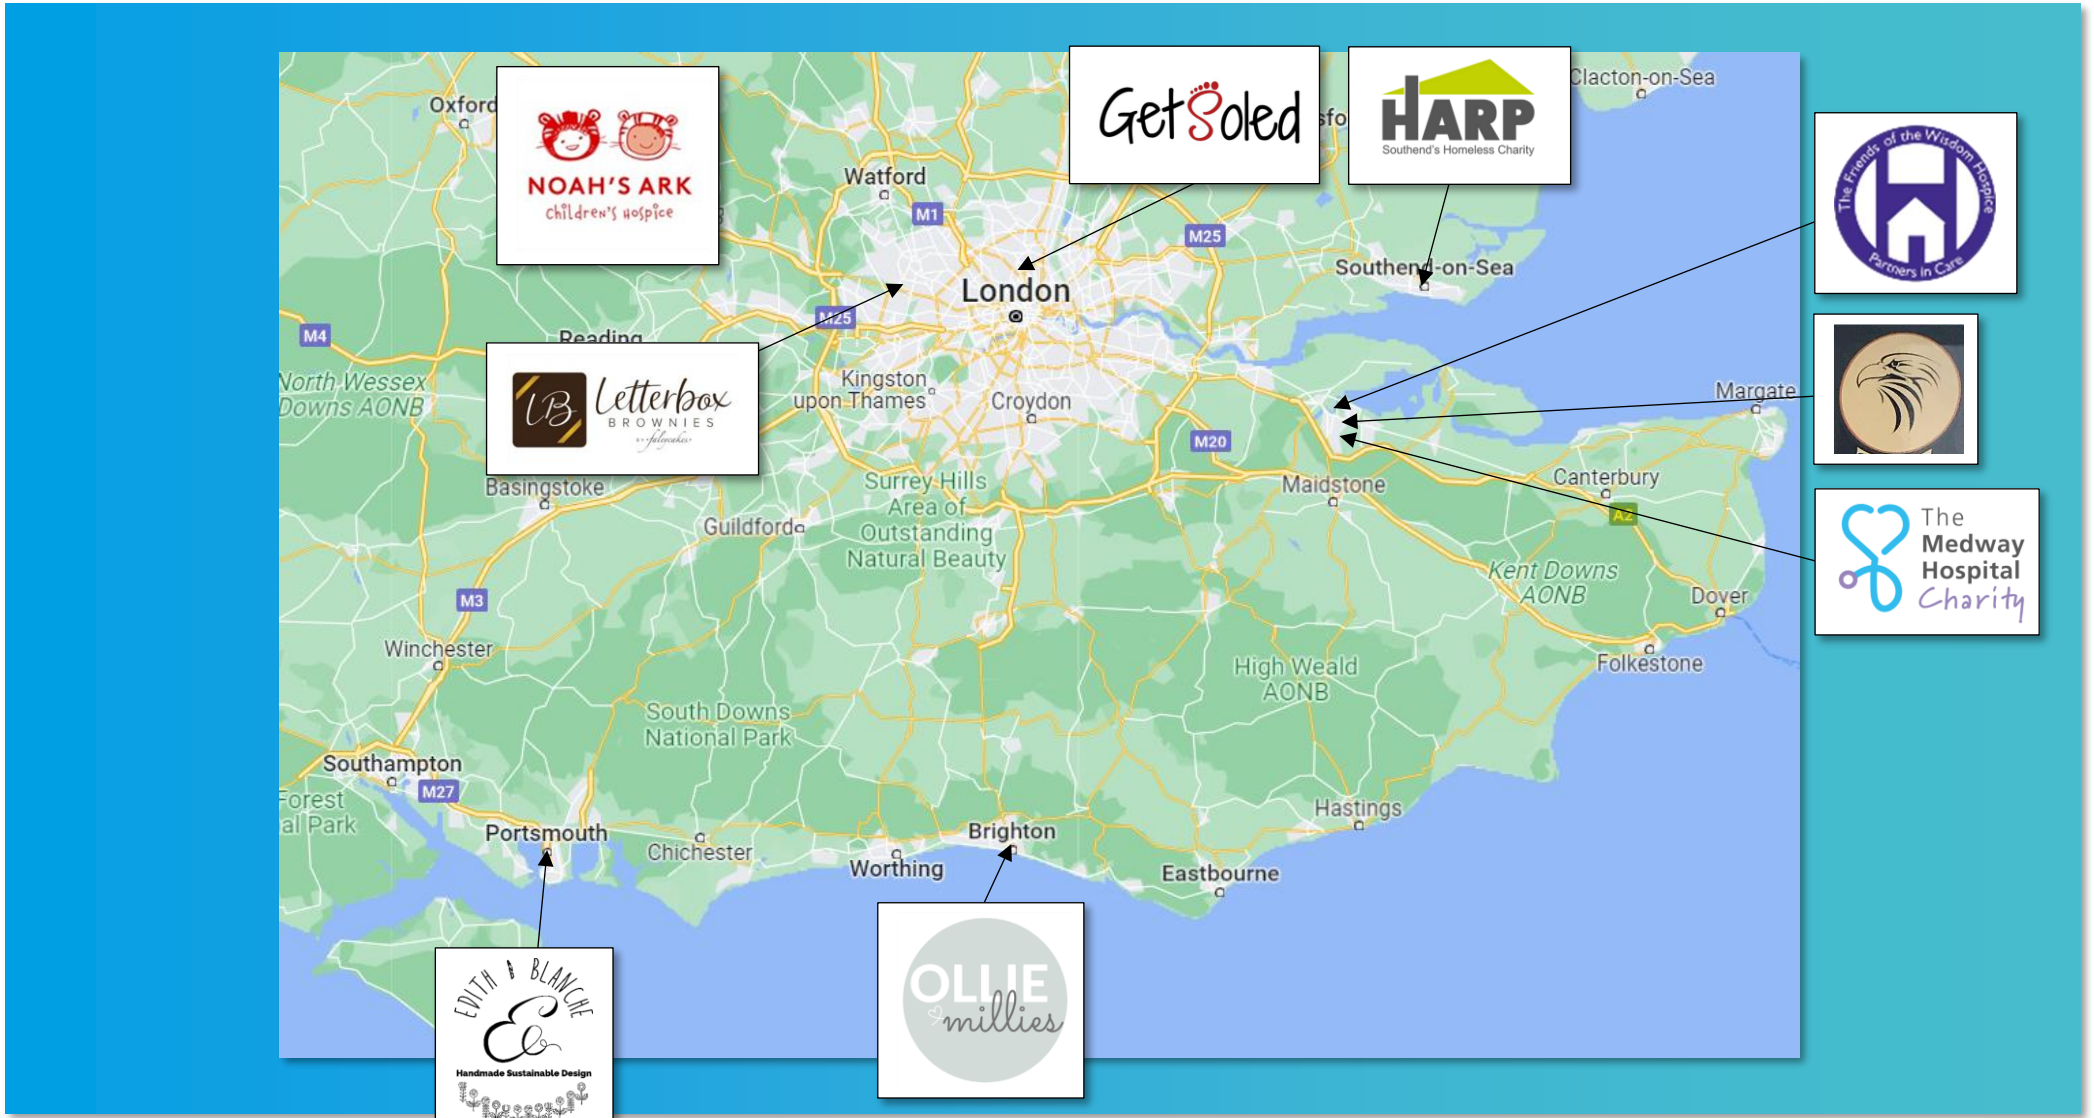 Clacton-on-Sea
Oxford
NOAH'S ARK
Children's Hospice
GetSoled
sfo
HARP
Southend's Homeless Charity
The Friends of the Wisdom Hospice
Partners in Care
Watford
M1
M25
Southend-on-Sea
London
M25
M4
Reading
LB
Letterbox
BROWNIES
North Wessex
Downs AONB
Kingston
upon Thames
Croydon
Margate
M20
Basingstoke
Surrey Hills
Area of
Outstanding
Natural Beauty
Guildford
Maidstone
Canterbury
A2
The
Medway
Hospital
Charity
Kent Downs
AONB
Dover
M3
Winchester
Folkestone
High Weald
AONB
South Downs
National Park
Southampton
M27
Forest
al Park
Hastings
Portsmouth
Chichester
Brighton
Worthing
Eastbourne
EDITH BLANCHE
Handmade Sustainable Design
OLLIE
millies